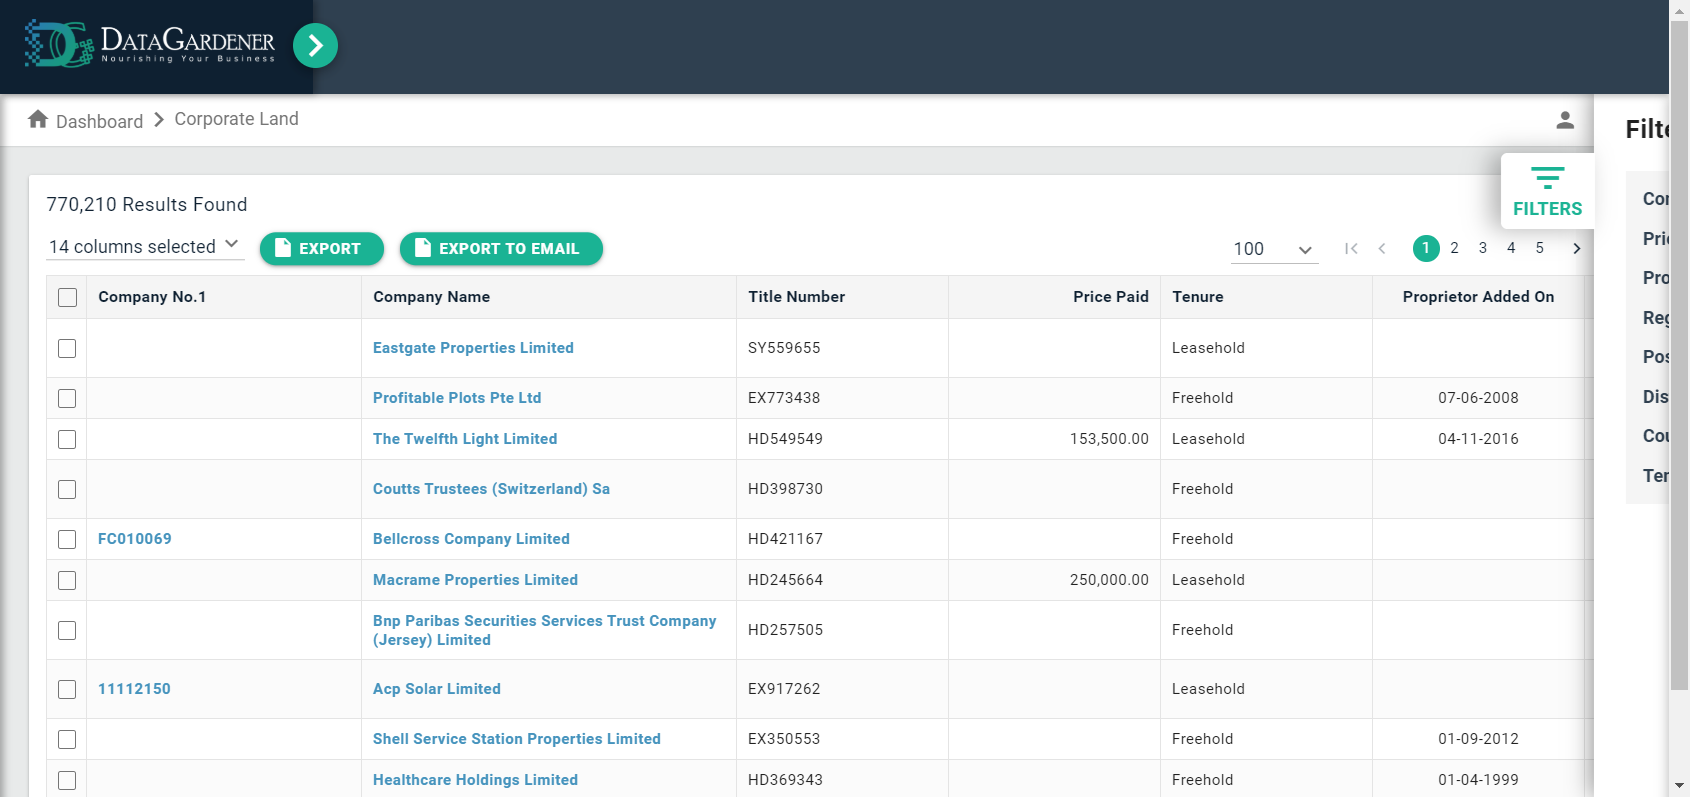 DATAGARDENER
Nourishing Your Business
Dashboard
Corporate Land
Filte
770,210 Results Found
FILTERS
14 columns selected
EXPORT
EXPORT TO EMAIL
100
1 2 3 4 5
Company No.1 Company Name Title Number Price Paid Tenure Proprietor Added On
Eastgate Properties Limited SY559655 Leasehold
Profitable Plots Pte Ltd EX773438 Freehold 07-06-2008
The Twelfth Light Limited HD549549 153,500.00 Leasehold 04-11-2016
Coutts Trustees (Switzerland) Sa HD398730 Freehold
FC010069 Bellcross Company Limited HD421167 Freehold
Macrame Properties Limited HD245664 250,000.00 Leasehold
Bnp Paribas Securities Services Trust Company
(Jersey) Limited HD257505 Freehold
11112150 Acp Solar Limited EX917262 Leasehold
Shell Service Station Properties Limited EX350553 Freehold 01-09-2012
Healthcare Holdings Limited HD369343 Freehold 01-04-1999
Cor
Pric
Pro
Reg
Pos
Dis
Cou
Ter